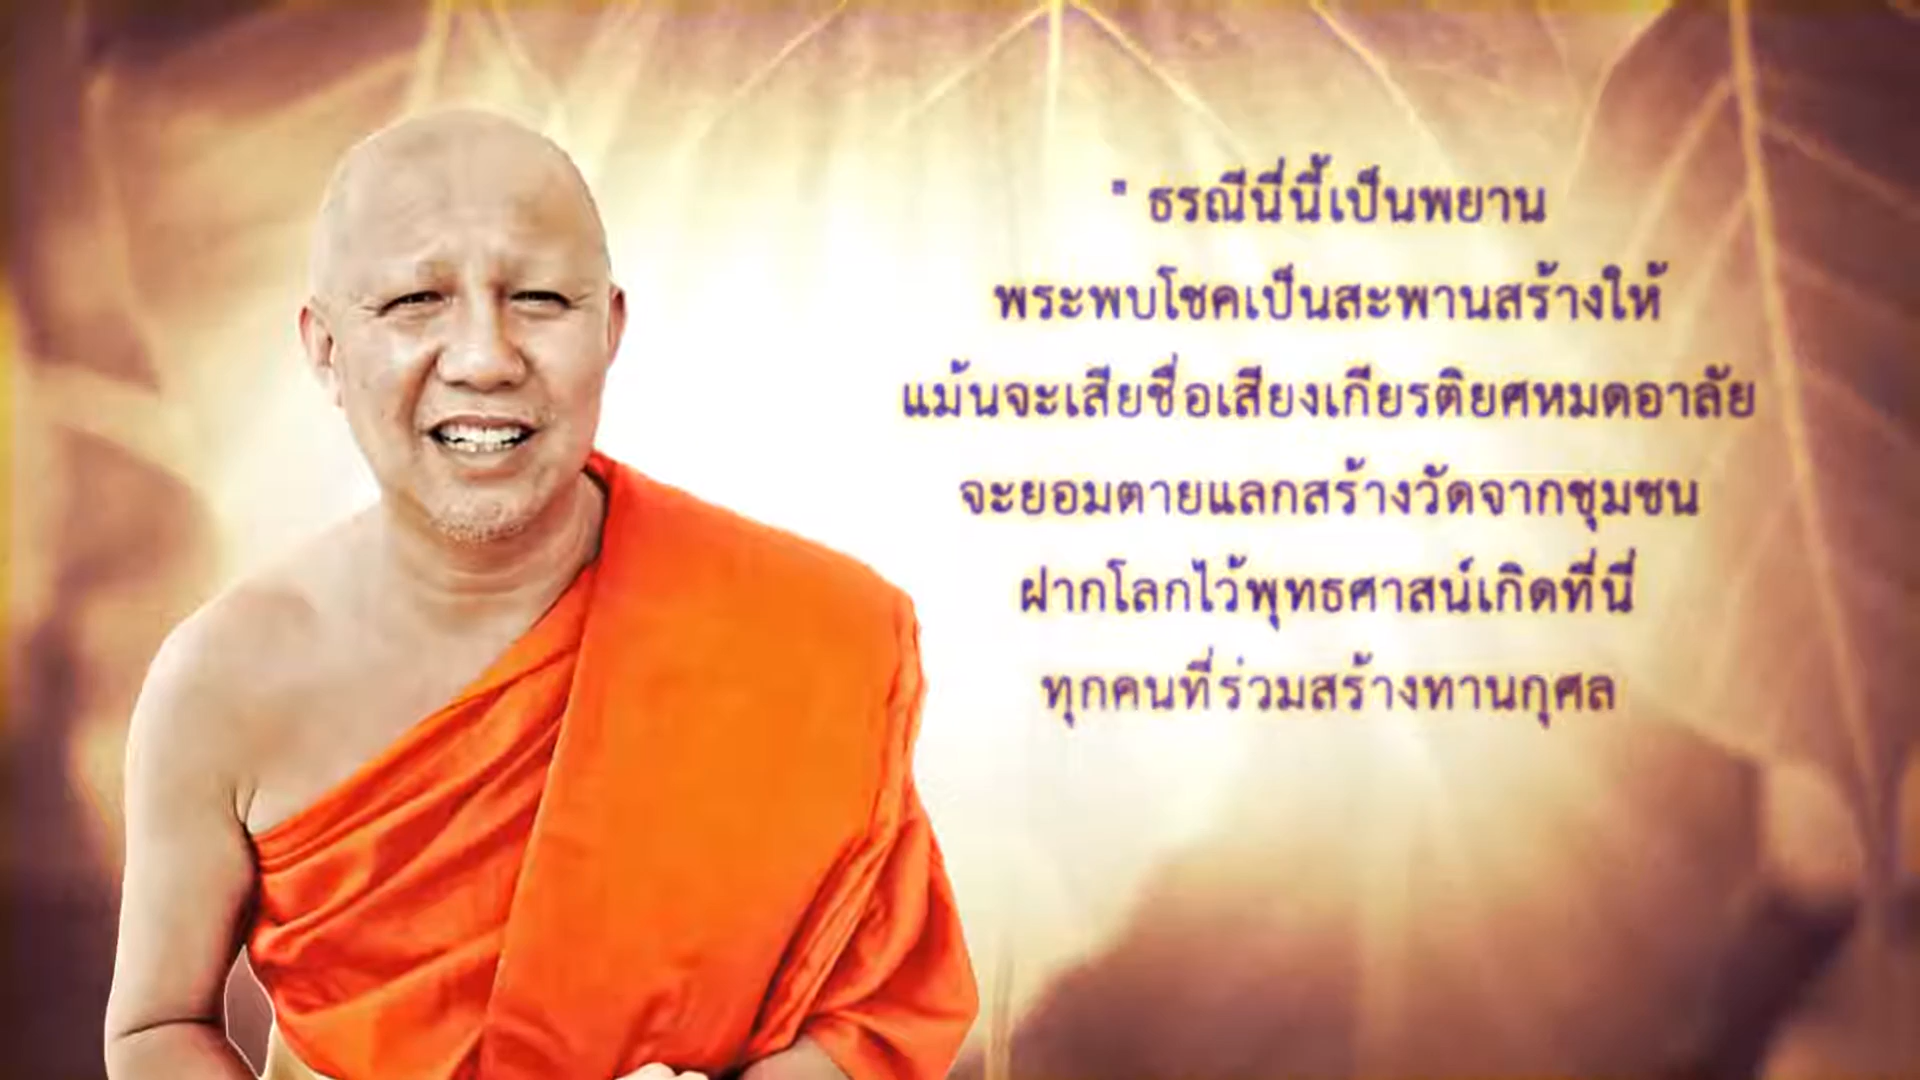 " ธรณีนี่นี้เป็นพยาน
พระพบโชคเป็นสะพานสร้างให้
แม้นจะเสียชื่อเสียงเกียรติยศหมดอาลัย
จะยอมตายแลกสร้างวัดจากชุมชน
ฝากโลกไว้พุทธศาสน์เกิดที่นี่
ทุกคนที่ร่วมสร้างทานกุศล